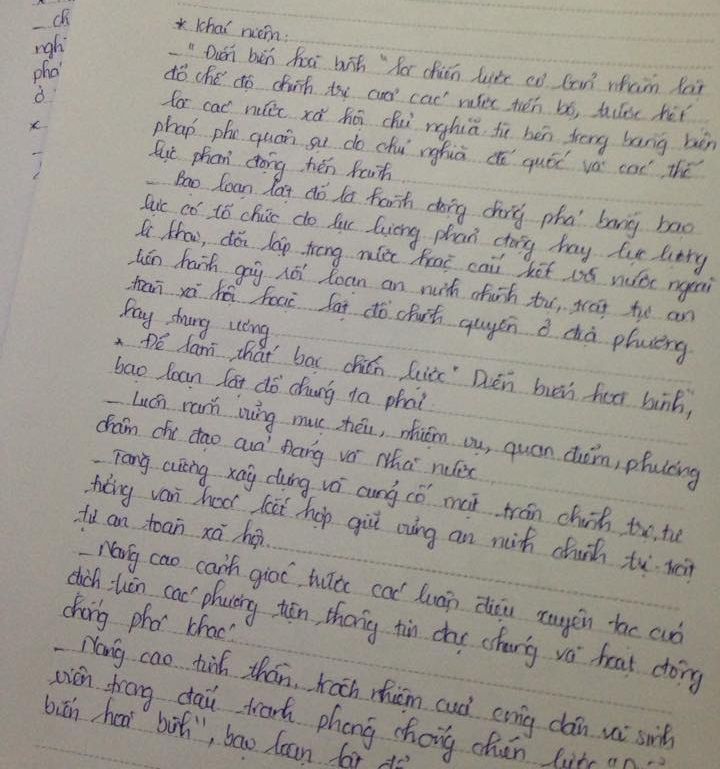 _ ch
ngh
phá
ở
*
* Khái niệm:
_ " Diễn biến hoà bình " là chiến lược cơ bản nhằm lật
đổ chế độ chính trị của các nước tiến bộ, trước hết
là các nước xã hội chủ nghĩa từ bên trong bằng biện
pháp phi quân sự do chủ nghĩa đế quốc và các thế
lực phản động tiến hành
_ Bạo loạn lật đổ là hành động chống phá bằng bạo
lực có tổ chức do lực lượng phản động hay lực lượng
li khai, đối lập trong nước hoặc cấu kết với nước ngoài
tiến hành gây rối loạn an ninh chính trị, trật tự an
toàn xã hội hoặc lật đổ chính quyền ở địa phương
hay trung ương
* Để làm thất bại chiến lược " Diễn biến hoà bình",
bạo loạn lật đổ chúng ta phải.
_ Luôn nắm vững mục tiêu, nhiệm vụ, quan điểm, phương
châm chỉ đạo của Đảng và Nhà nước
_ Tăng cường xây dựng và củng cố mặt trận chính trị, tư
tưởng văn hoá kết hợp giữ vững an ninh chính trị. trật
tự an toàn xã hội.
_ Nâng cao cảnh giác, trước các luận điệu xuyên tạc của
địch trên các phương tiện thông tin đại chúng và hoạt động
chống phá khác.
_ Nâng cao tinh thần, trách nhiệm của công dân và sinh
viên trong đấu tranh phòng chống chiến lược "D
biến hoà bình", bạo loạn lật đổ